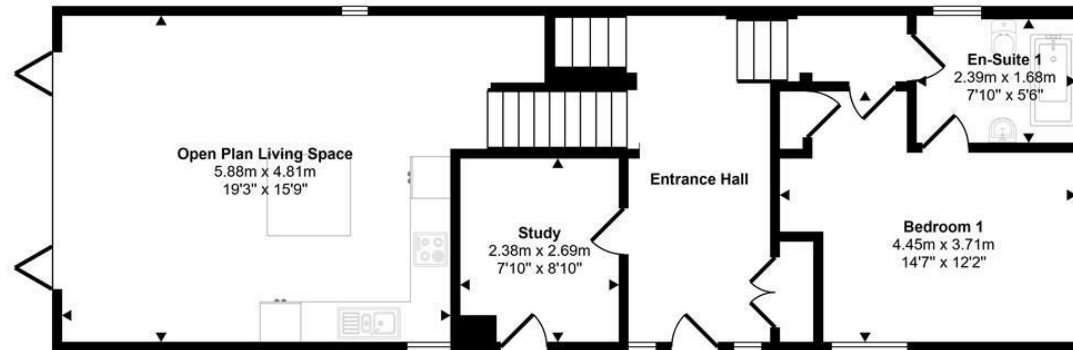 Open Plan Living Space
5.88m x 4.81m
19'3" x 15'9"
Study
2.38m x 2.69m
7'10" x 8'10"
Entrance Hall
En-Suite 1
2.39m x 1.68m
7'10" x 5'6"
Bedroom 1
4.45m x 3.71m
14'7" x 12'2"